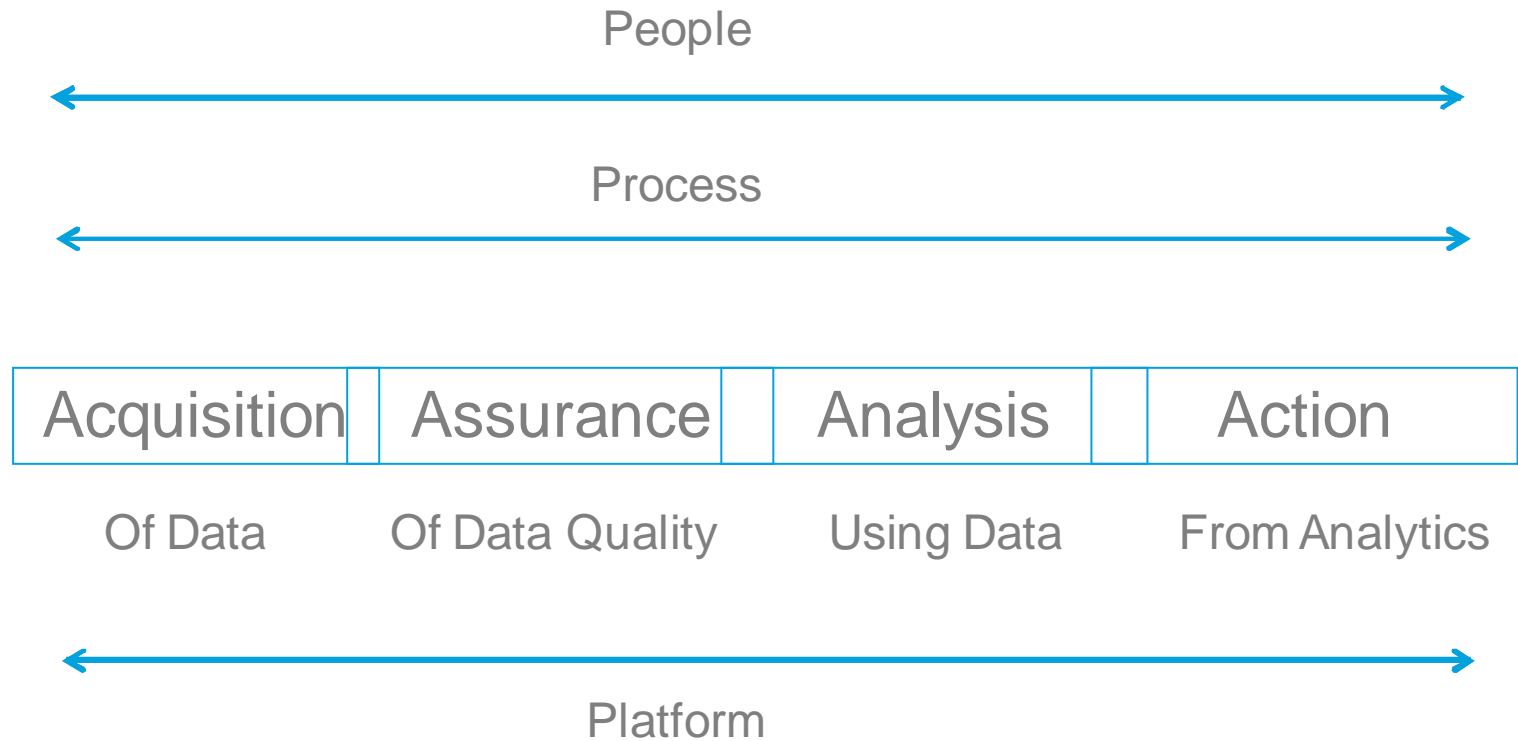 People
Process
Acquisition Assurance Analysis Action
Of Data Of Data Quality Using Data From Analytics
Platform